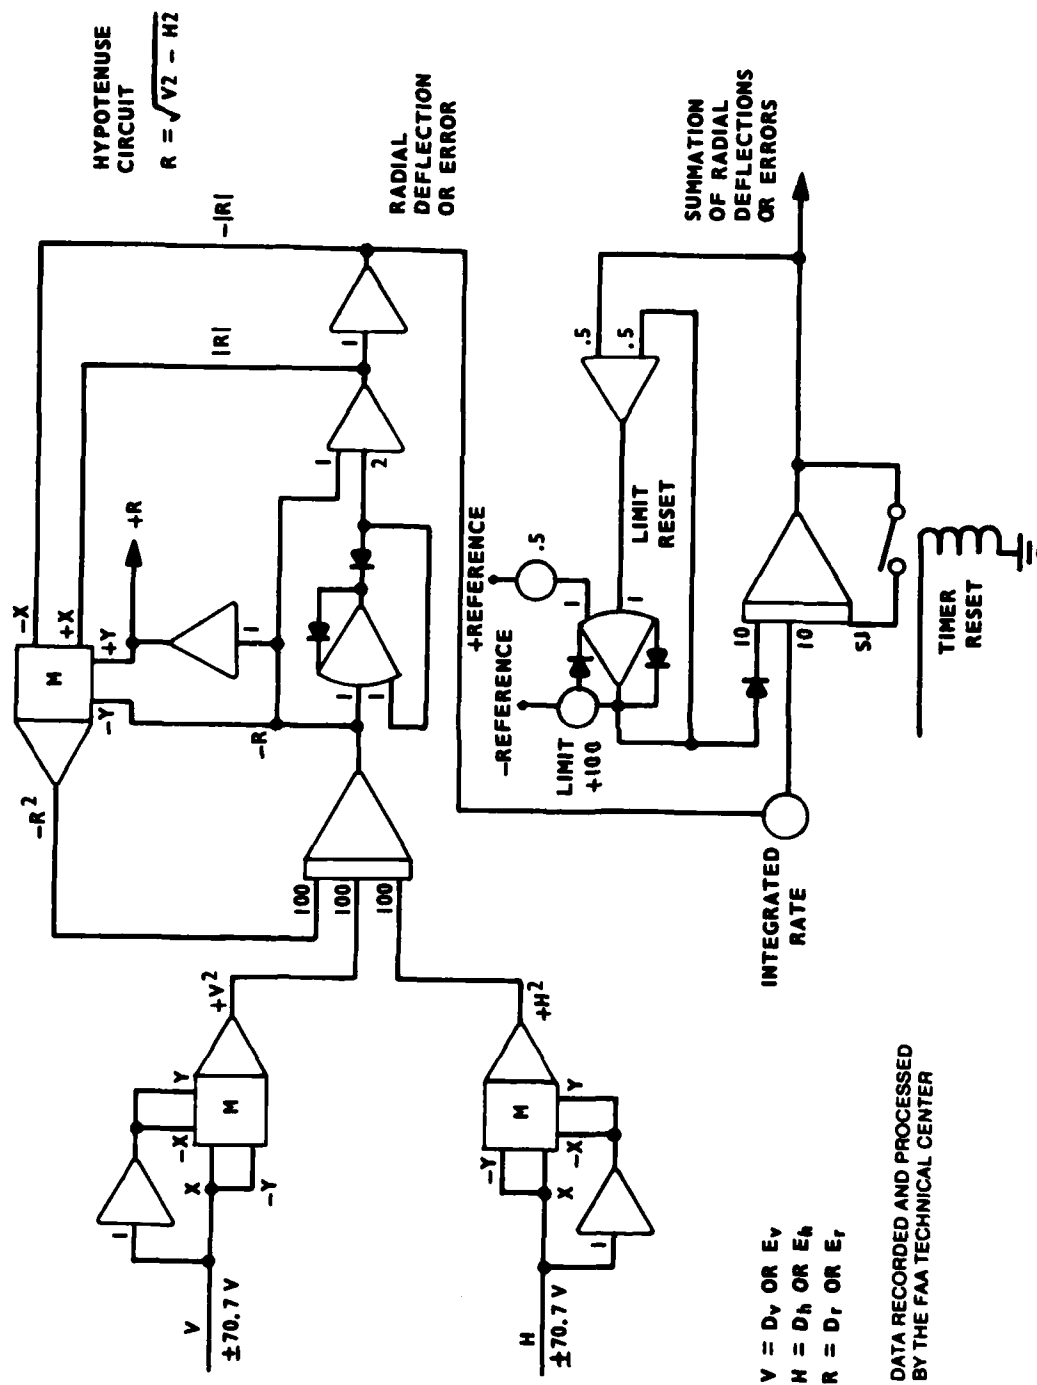 HYPOTENUSE
CIRCUIT
R = √V2 - H2
-|R|
|R|
RADIAL
DEFLECTION
OR ERROR
-X
+X
+Y
-Y
M
+R
-R²
-R
1
1
1
1
2
1
100
100
100
V
±70.7 V
1
X
-Y
-X
Y
M
+V²
H
±70.7 V
1
X
-Y
-X
Y
M
+H²
SUMMATION
OF RADIAL
DEFLECTIONS
OR ERRORS
.5
.5
LIMIT
RESET
+REFERENCE
.5
1
1
-REFERENCE
LIMIT
+100
10
10
SJ
TIMER
RESET
INTEGRATED
RATE
V = Dv OR Ev
H = Dh OR Eh
R = Dr OR Er
DATA RECORDED AND PROCESSED
BY THE FAA TECHNICAL CENTER